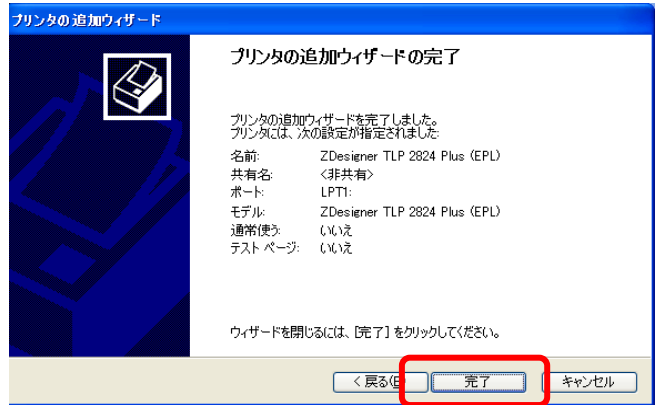 プリンタの追加ウィザード
プリンタの追加ウィザードの完了
プリンタの追加ウィザードを完了しました。
プリンタには、次の設定が指定されました:
名前: ZDesigner TLP 2824 Plus (EPL)
共有名: <非共有>
ポート: LPT1:
モデル: ZDesigner TLP 2824 Plus (EPL)
通常使う: いいえ
テスト ページ: いいえ
ウィザードを閉じるには、[完了] をクリックしてください。
< 戻る(B 完了 キャンセル